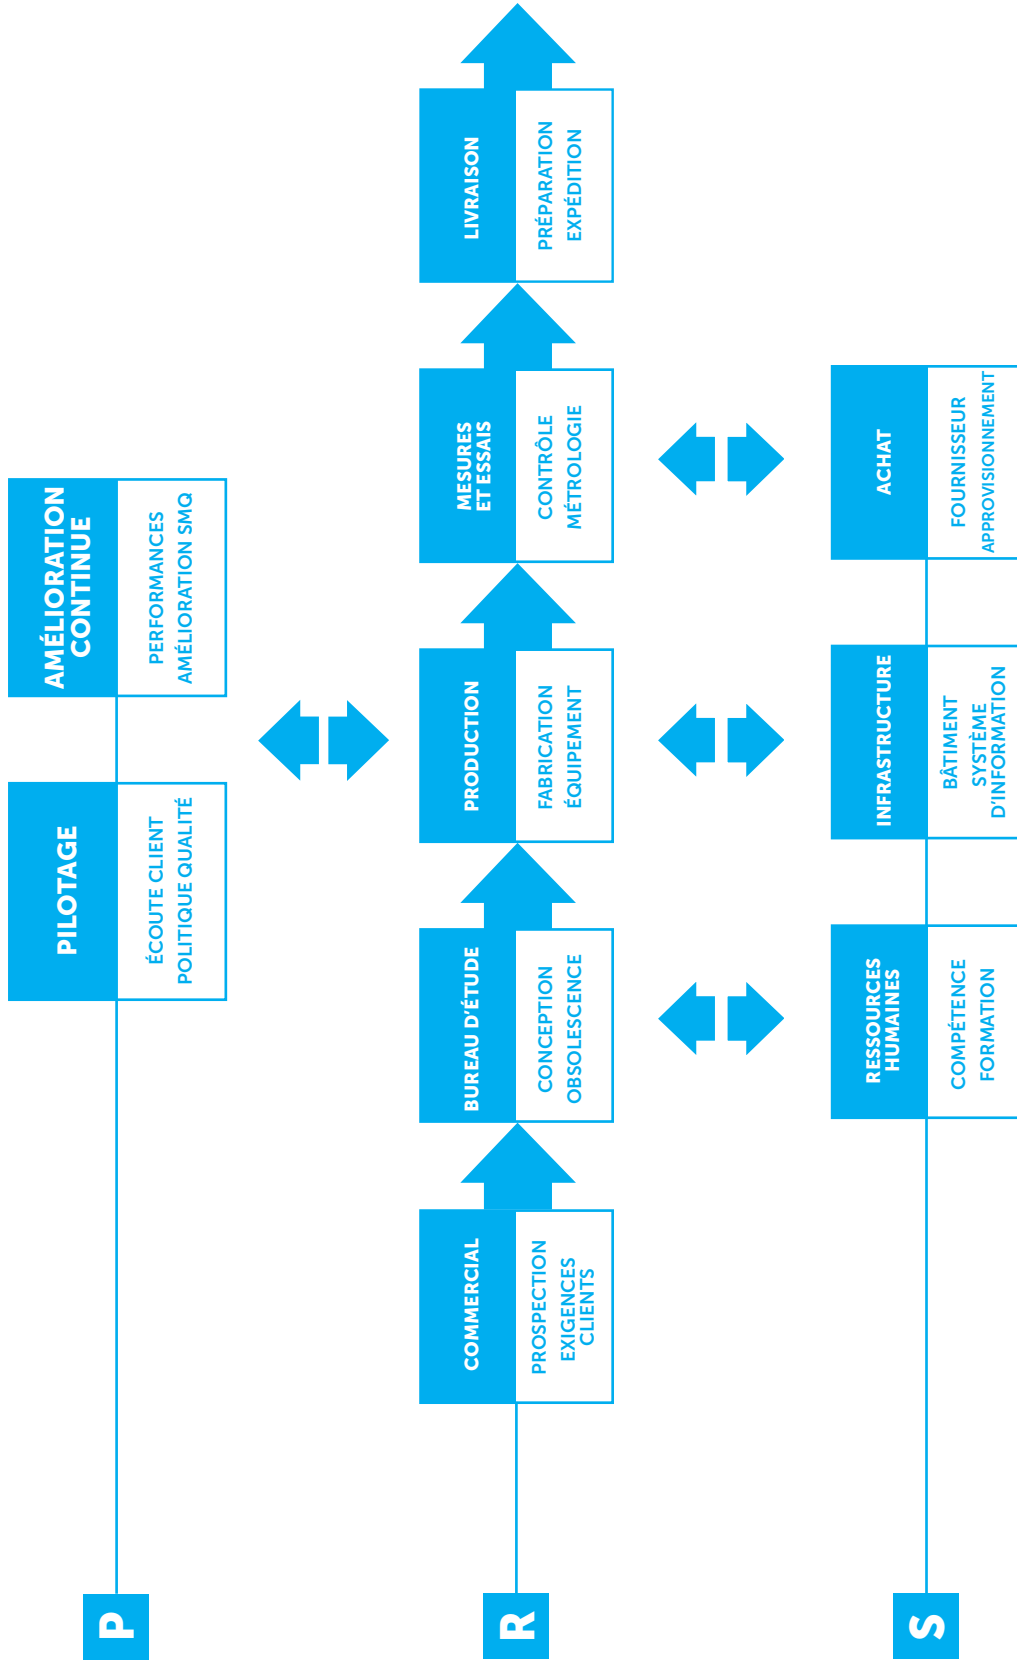 P
PILOTAGE
ÉCOUTE CLIENT
POLITIQUE QUALITÉ
AMÉLIORATION
CONTINUE
PERFORMANCES
AMÉLIORATION SMQ
R
COMMERCIAL
PROSPECTION
EXIGENCES
CLIENTS
BUREAU D'ÉTUDE
CONCEPTION
OBSOLESCENCE
PRODUCTION
FABRICATION
ÉQUIPEMENT
MESURES
ET ESSAIS
CONTRÔLE
MÉTROLOGIE
LIVRAISON
PRÉPARATION
EXPÉDITION
S
RESSOURCES
HUMAINES
COMPÉTENCE
FORMATION
INFRASTRUCTURE
BÂTIMENT
SYSTÈME
D'INFORMATION
ACHAT
FOURNISSEUR
APPROVISIONNEMENT